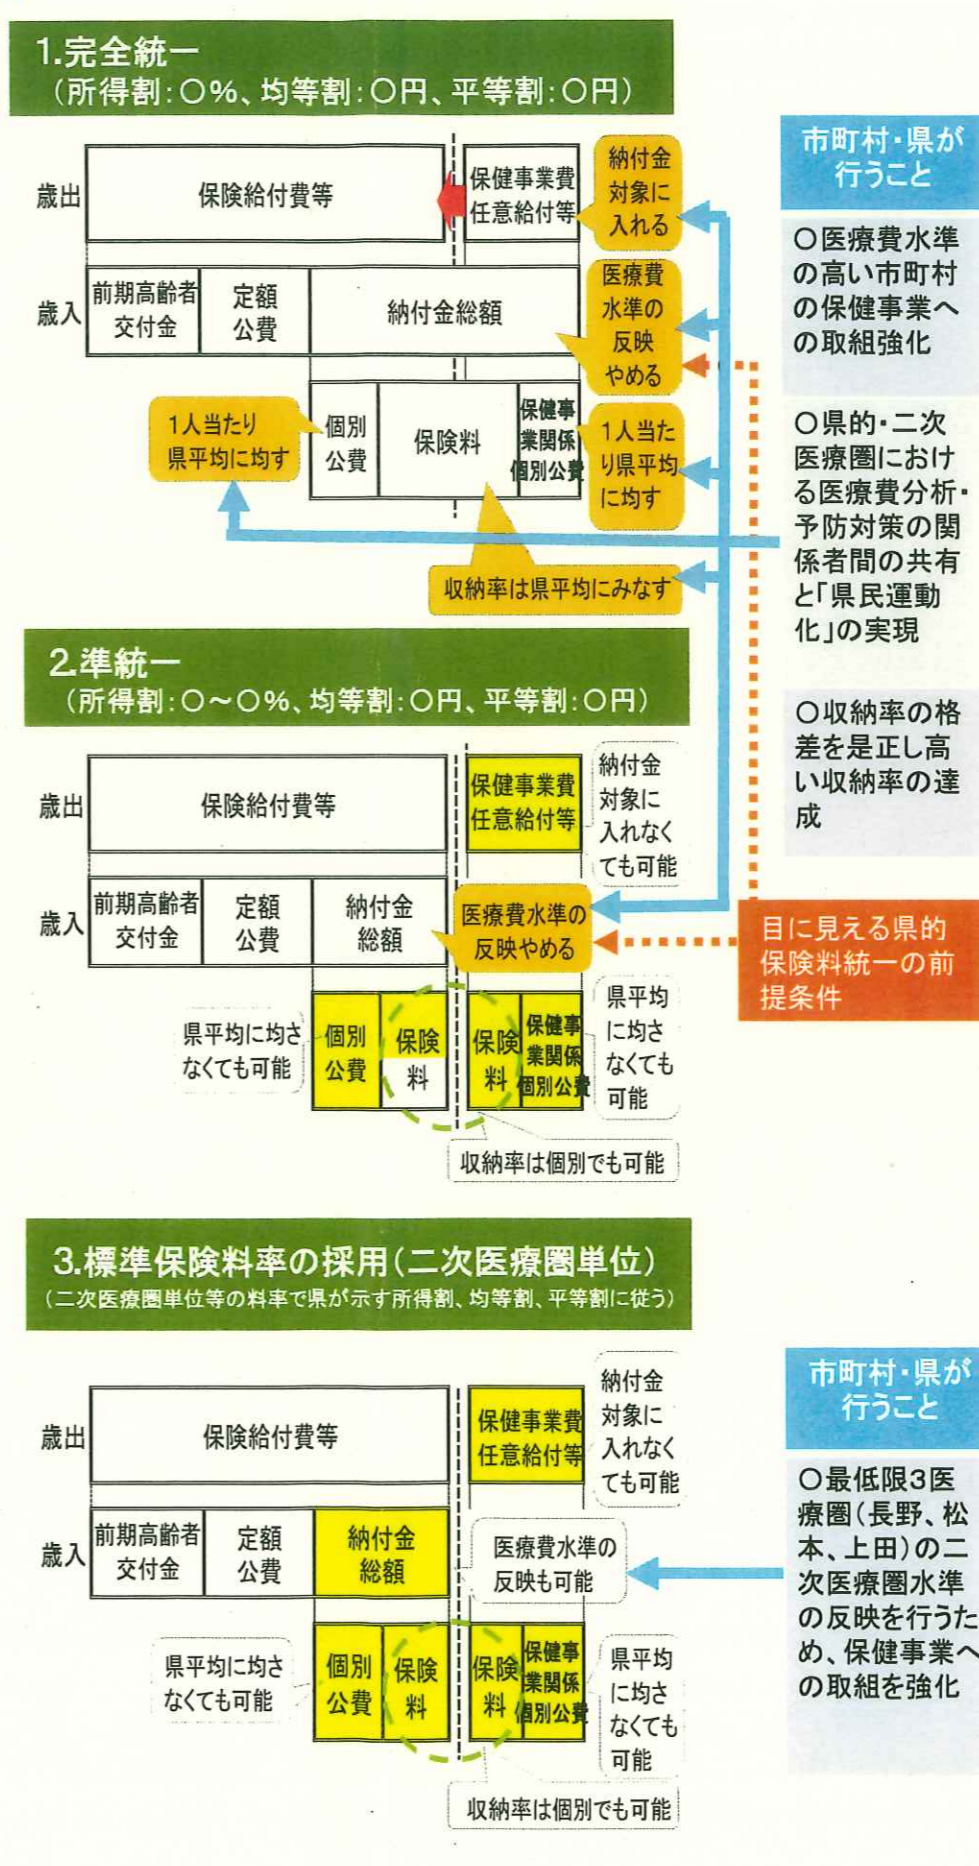 1.完全統一
(所得割:○%、均等割:○円、平等割:○円)
歳出
保険給付費等
保健事業費
任意給付等
納付金
対象に
入れる
歳入
前期高齢者
交付金
定額
公費
納付金総額
医療費
水準の
反映
やめる
1人当たり
県平均に均す
個別
公費
保険料
保健事
業関係
個別公費
1人当た
り県平均
に均す
収納率は県平均にみなす
市町村・県が
行うこと
○医療費水準
の高い市町村
の保健事業へ
の取組強化
○県的・二次
医療圏におけ
る医療費分析・
予防対策の関
係者間の共有
と「県民運動
化」の実現
○収納率の格
差を是正し高
い収納率の達
成
目に見える県的
保険料統一の前
提条件
2.準統一
(所得割:○~○%、均等割:○円、平等割:○円)
歳出
保険給付費等
保健事業費
任意給付等
納付金
対象に
入れなく
ても可能
歳入
前期高齢者
交付金
定額
公費
納付金
総額
医療費水準の
反映やめる
県平均に均さ
なくても可能
個別
公費
保険
料
保険
料
保健事
業関係
個別公費
県平均
に均さ
なくても
可能
収納率は個別でも可能
3.標準保険料率の採用(二次医療圏単位)
(二次医療圏単位等の料率で県が示す所得割、均等割、平等割に従う)
歳出
保険給付費等
保健事業費
任意給付等
納付金
対象に
入れなく
ても可能
歳入
前期高齢者
交付金
定額
公費
納付金
総額
医療費水準の
反映も可能
県平均に均さ
なくても可能
個別
公費
保険
料
保険
料
保健事
業関係
個別公費
県平均
に均さ
なくても
可能
収納率は個別でも可能
市町村・県が
行うこと
○最低限3医
療圏(長野、松
本、上田)の二
次医療圏水準
の反映を行うた
め、保健事業へ
の取組を強化